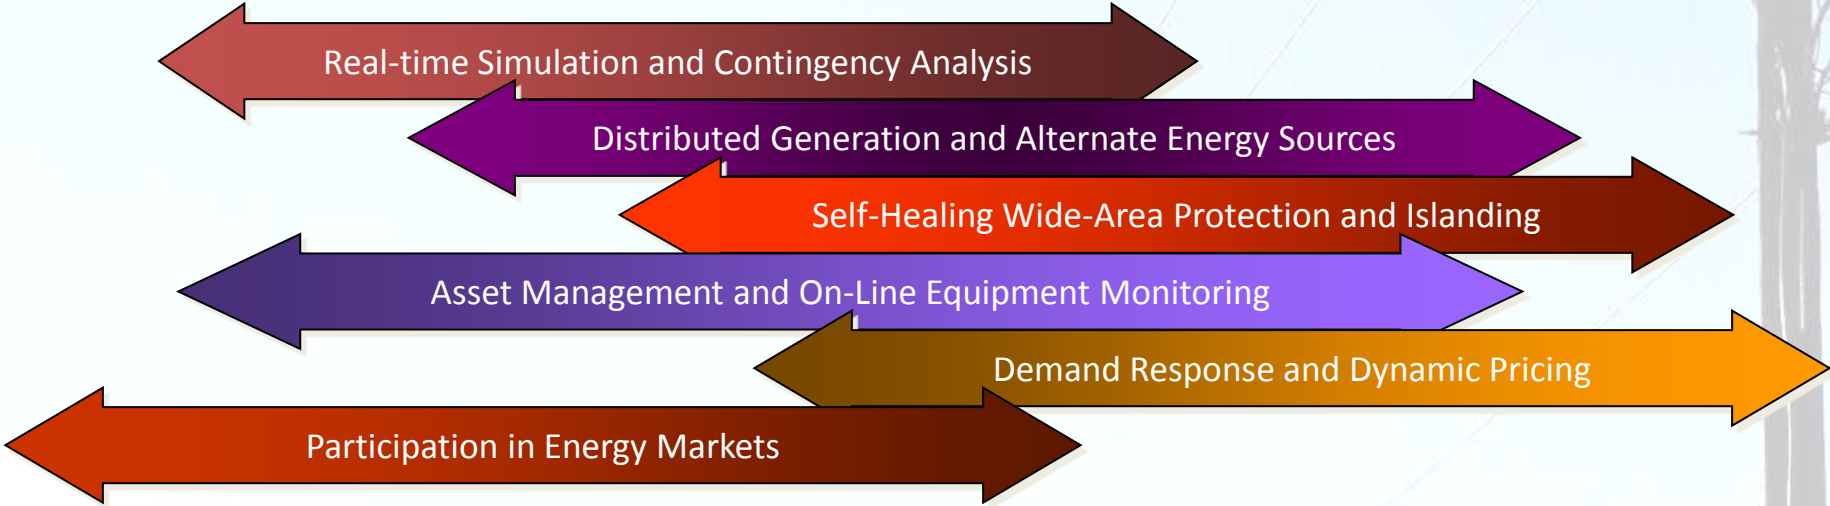 Real-time Simulation and Contingency Analysis
Distributed Generation and Alternate Energy Sources
Self-Healing Wide-Area Protection and Islanding
Asset Management and On-Line Equipment Monitoring
Demand Response and Dynamic Pricing
Participation in Energy Markets